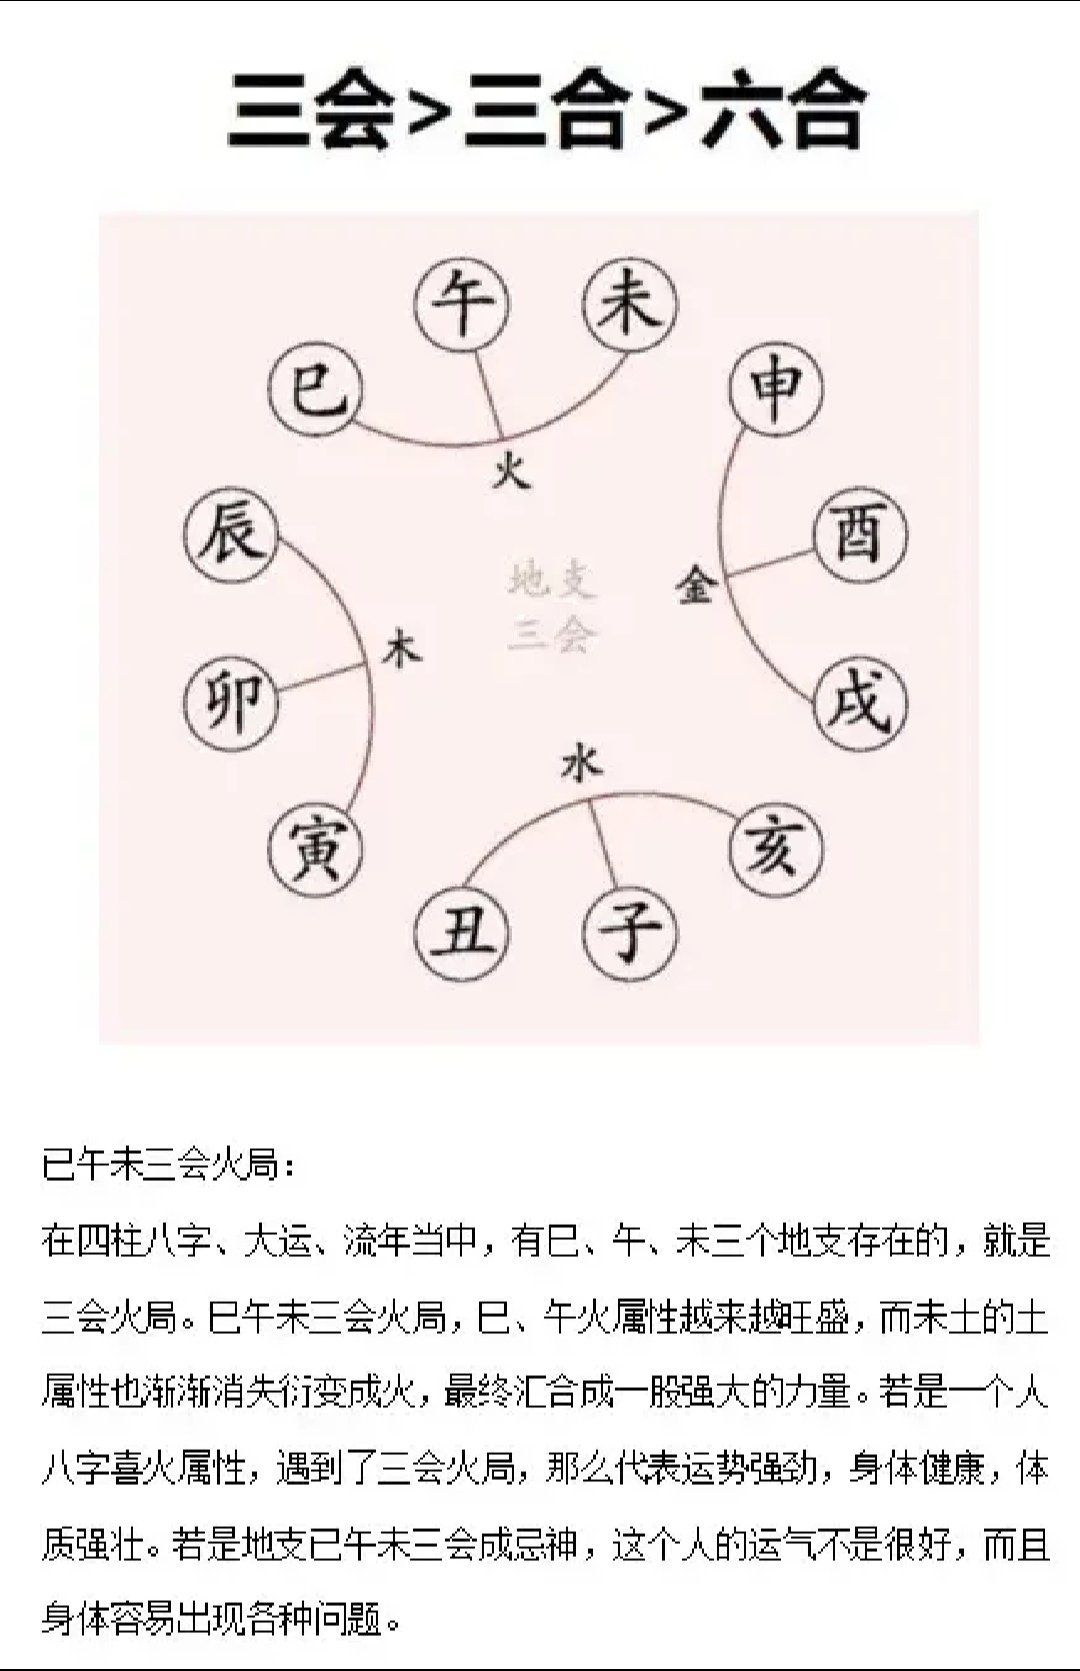 三会>三合>六合
午
未
巳
申
火
辰
酉
地支
三会
金
木
卯
戌
水
寅
亥
丑
子
已午未三会火局：
在四柱八字、大运、流年当中，有巳、午、未三个地支存在的，就是
三会火局。巳午未三会火局，巳、午火属性越来越旺盛，而未土的土
属性也渐渐消失衍变成火，最终汇合成一股强大的力量。若是一个人
八字喜火属性，遇到了三会火局，那么代表运势强劲，身体健康，体
质强壮。若是地支已午未三会成忌神，这个人的运气不是很好，而且
身体容易出现各种问题。